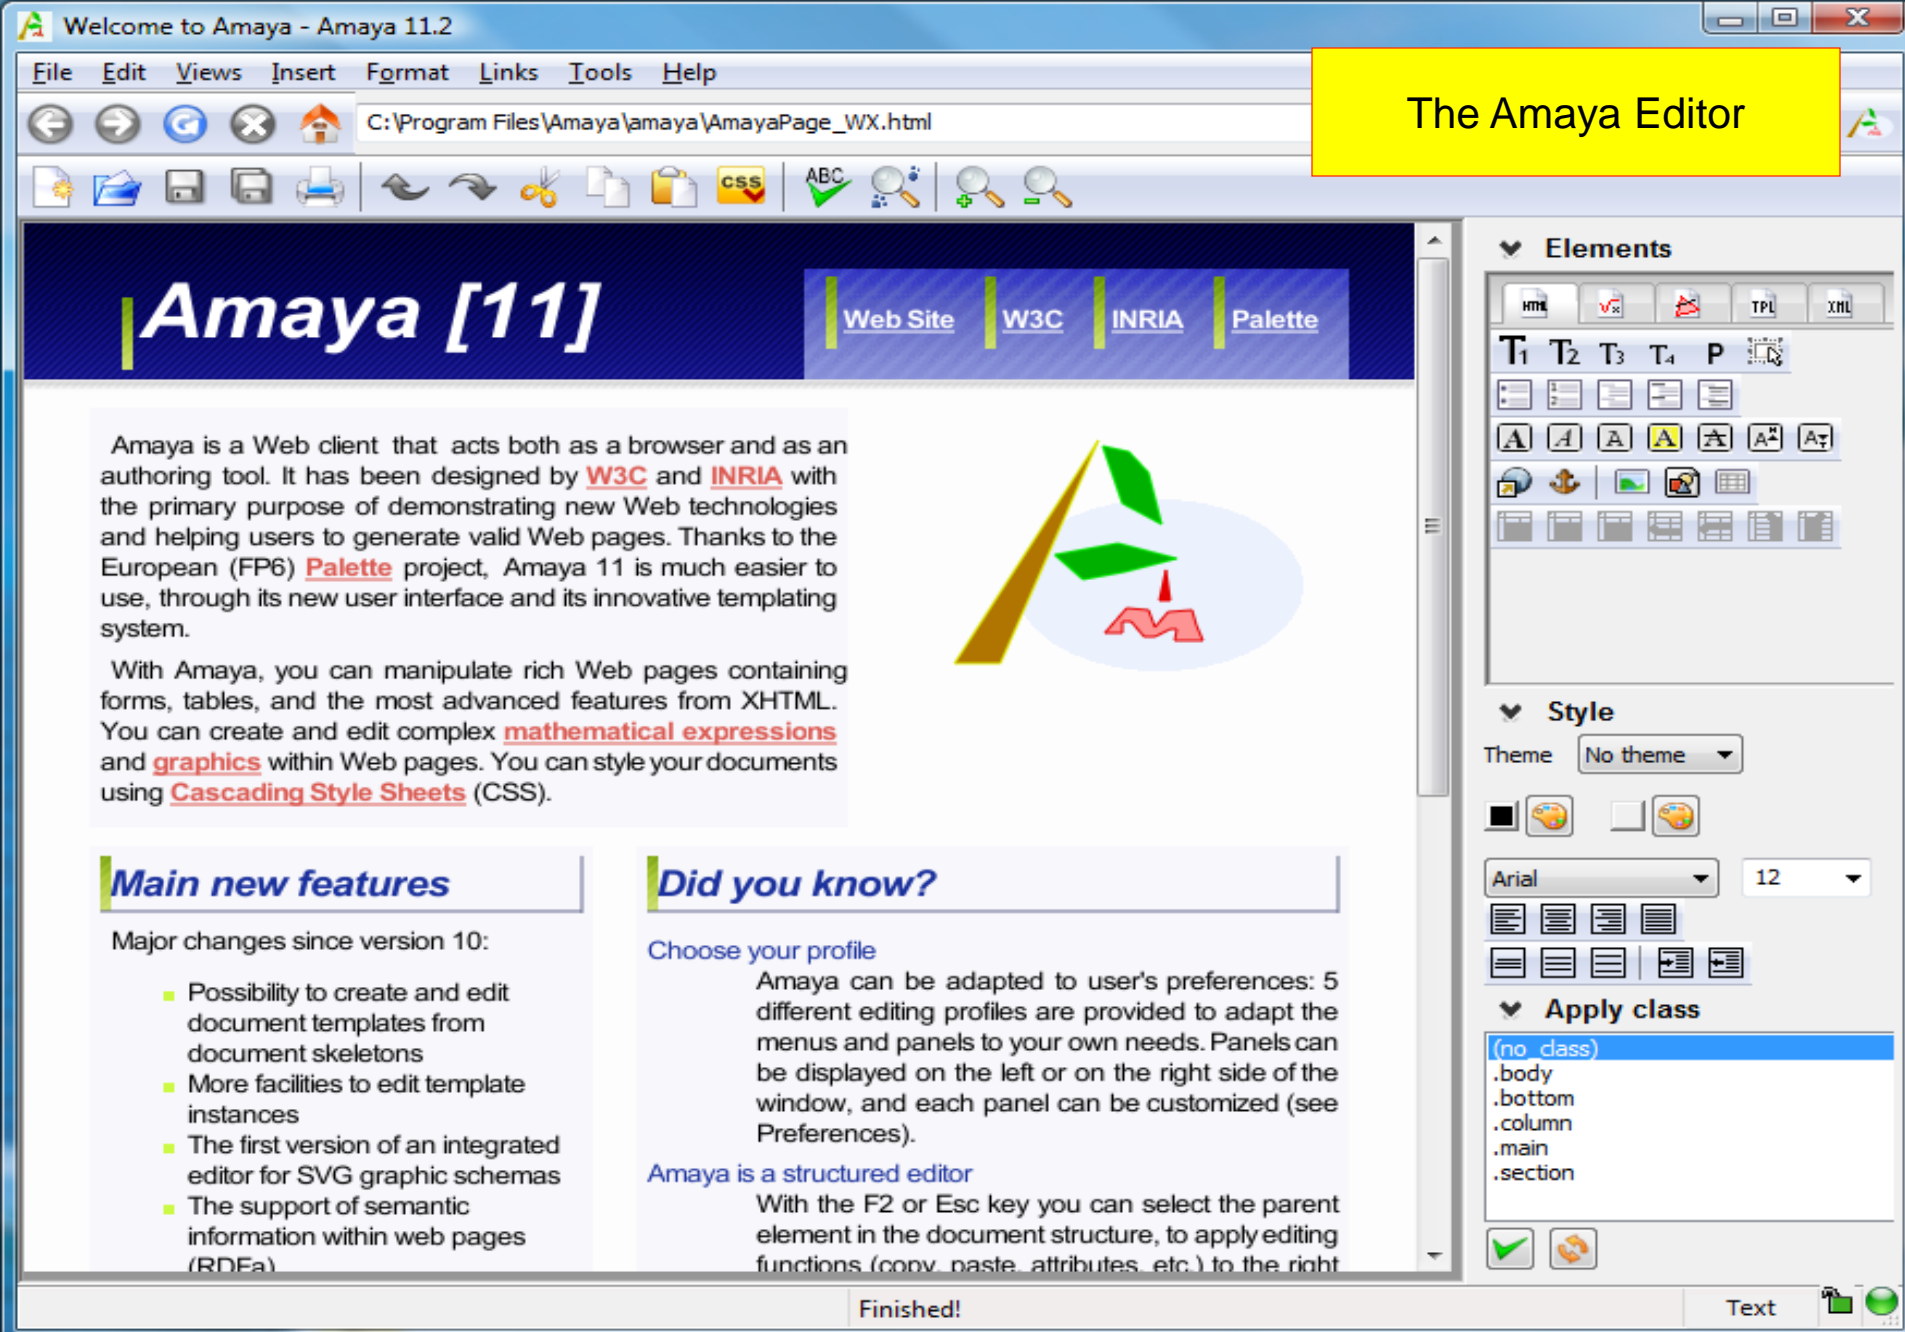 Welcome to Amaya - Amaya 11.2
File Edit Views Insert Format Links Tools Help
C:\Program Files\Amaya\amaya\AmayaPage_WX.html
The Amaya Editor
CSS
ABC
Amaya [11]
Web Site
W3C
INRIA
Palette
Amaya is a Web client that acts both as a browser and as an
authoring tool. It has been designed by W3C and INRIA with
the primary purpose of demonstrating new Web technologies
and helping users to generate valid Web pages. Thanks to the
European (FP6) Palette project, Amaya 11 is much easier to
use, through its new user interface and its innovative templating
system.
With Amaya, you can manipulate rich Web pages containing
forms, tables, and the most advanced features from XHTML.
You can create and edit complex mathematical expressions
and graphics within Web pages. You can style your documents
using Cascading Style Sheets (CSS).
Main new features
Major changes since version 10:
Possibility to create and edit
document templates from
document skeletons
More facilities to edit template
instances
The first version of an integrated
editor for SVG graphic schemas
The support of semantic
information within web pages
(RDFa)
Did you know?
Choose your profile
Amaya can be adapted to user's preferences: 5
different editing profiles are provided to adapt the
menus and panels to your own needs. Panels can
be displayed on the left or on the right side of the
window, and each panel can be customized (see
Preferences).
Amaya is a structured editor
With the F2 or Esc key you can select the parent
element in the document structure, to apply editing
functions (copy, paste, attributes, etc.) to the right
Elements
HTML TPL XML
T1 T2 T3 T4 P
Style
Theme No theme
Arial 12
Apply class
(no_class)
.body
.bottom
.column
.main
.section
Finished!
Text